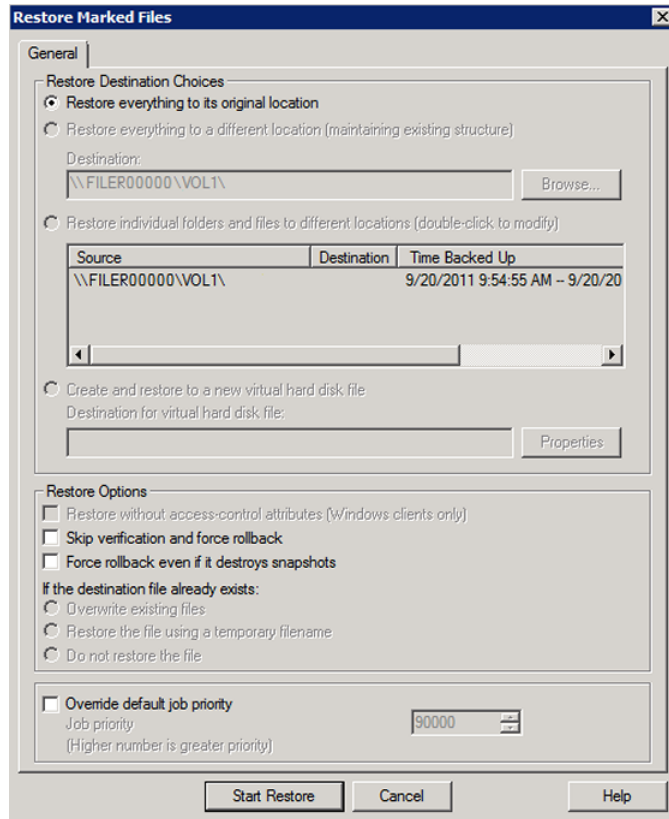 Restore Marked Files
General
Restore Destination Choices
Restore everything to its original location
Restore everything to a different location (maintaining existing structure)
Destination:
\\FILER00000\VOL1\
Browse...
Restore individual folders and files to different locations (double-click to modify)
Source Destination Time Backed Up
\\FILER00000\VOL1\ 9/20/2011 9:54:55 AM -- 9/20/20
Create and restore to a new virtual hard disk file
Destination for virtual hard disk file:
Properties
Restore Options
Restore without access-control attributes (Windows clients only)
Skip verification and force rollback
Force rollback even if it destroys snapshots
If the destination file already exists:
Overwrite existing files
Restore the file using a temporary filename
Do not restore the file
Override default job priority
Job priority 90000
(Higher number is greater priority)
Start Restore Cancel Help